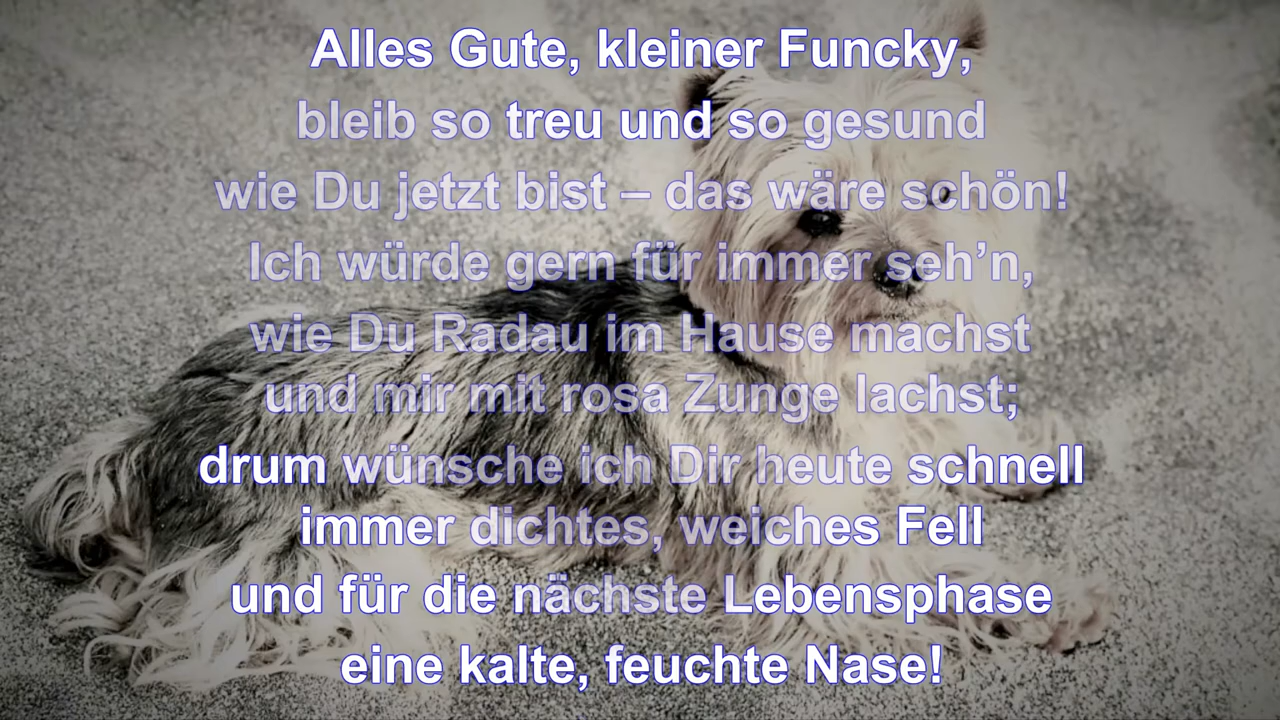 Alles Gute, kleiner Funcky,
bleib so treu und so gesund
wie Du jetzt bist – das wäre schön!
Ich würde gern für immer seh’n,
wie Du Radau im Hause machst
und mir mit rosa Zunge lachst;
drum wünsche ich Dir heute schnell
immer dichtes, weiches Fell
und für die nächste Lebensphase
eine kalte, feuchte Nase!